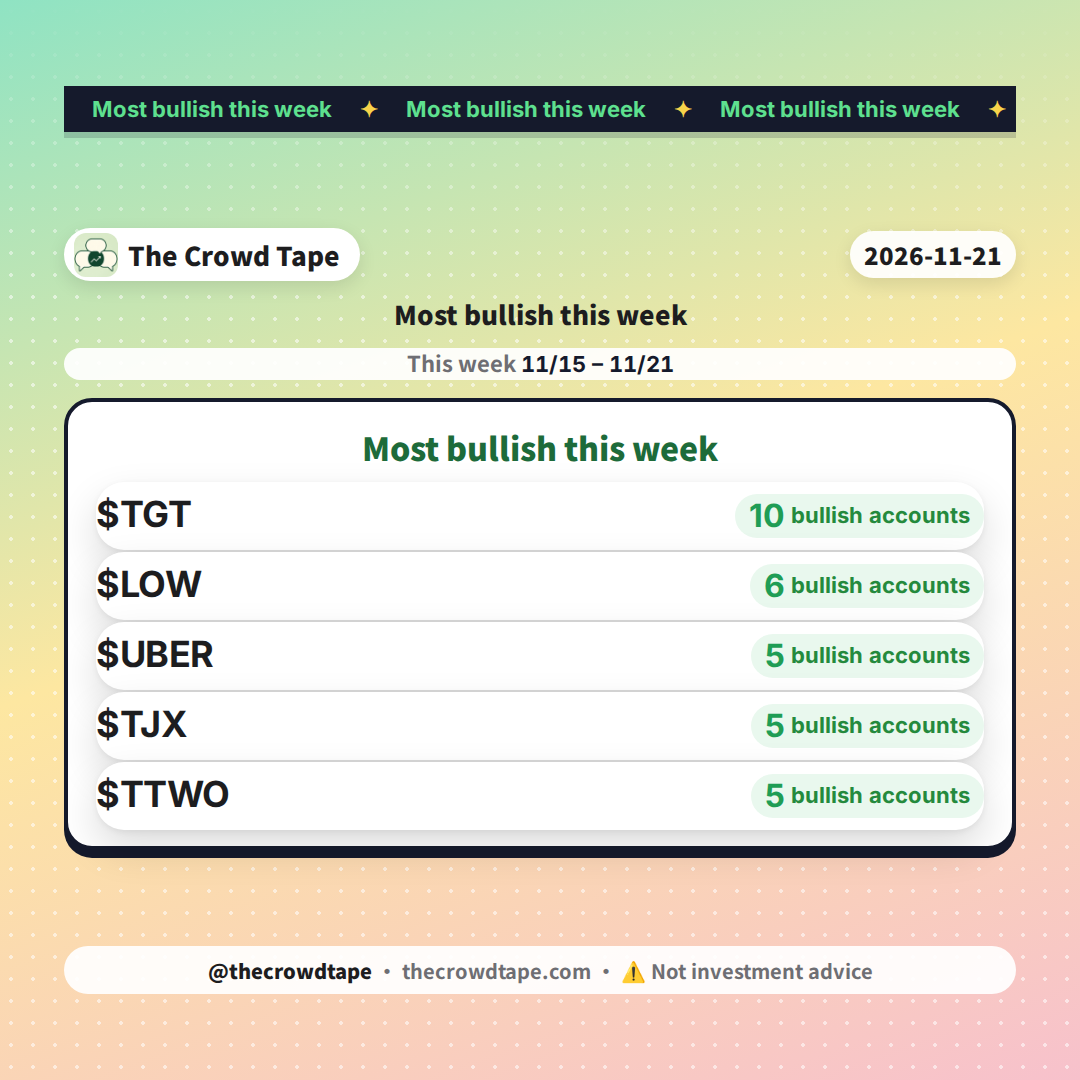 Most bullish this week ✦ Most bullish this week ✦ Most bullish this week ✦
The Crowd Tape
2026-11-21
Most bullish this week
This week 11/15 – 11/21
Most bullish this week
$TGT 10 bullish accounts
$LOW 6 bullish accounts
$UBER 5 bullish accounts
$TJX 5 bullish accounts
$TTWO 5 bullish accounts
@thecrowdtape • thecrowdtape.com • ⚠️ Not investment advice